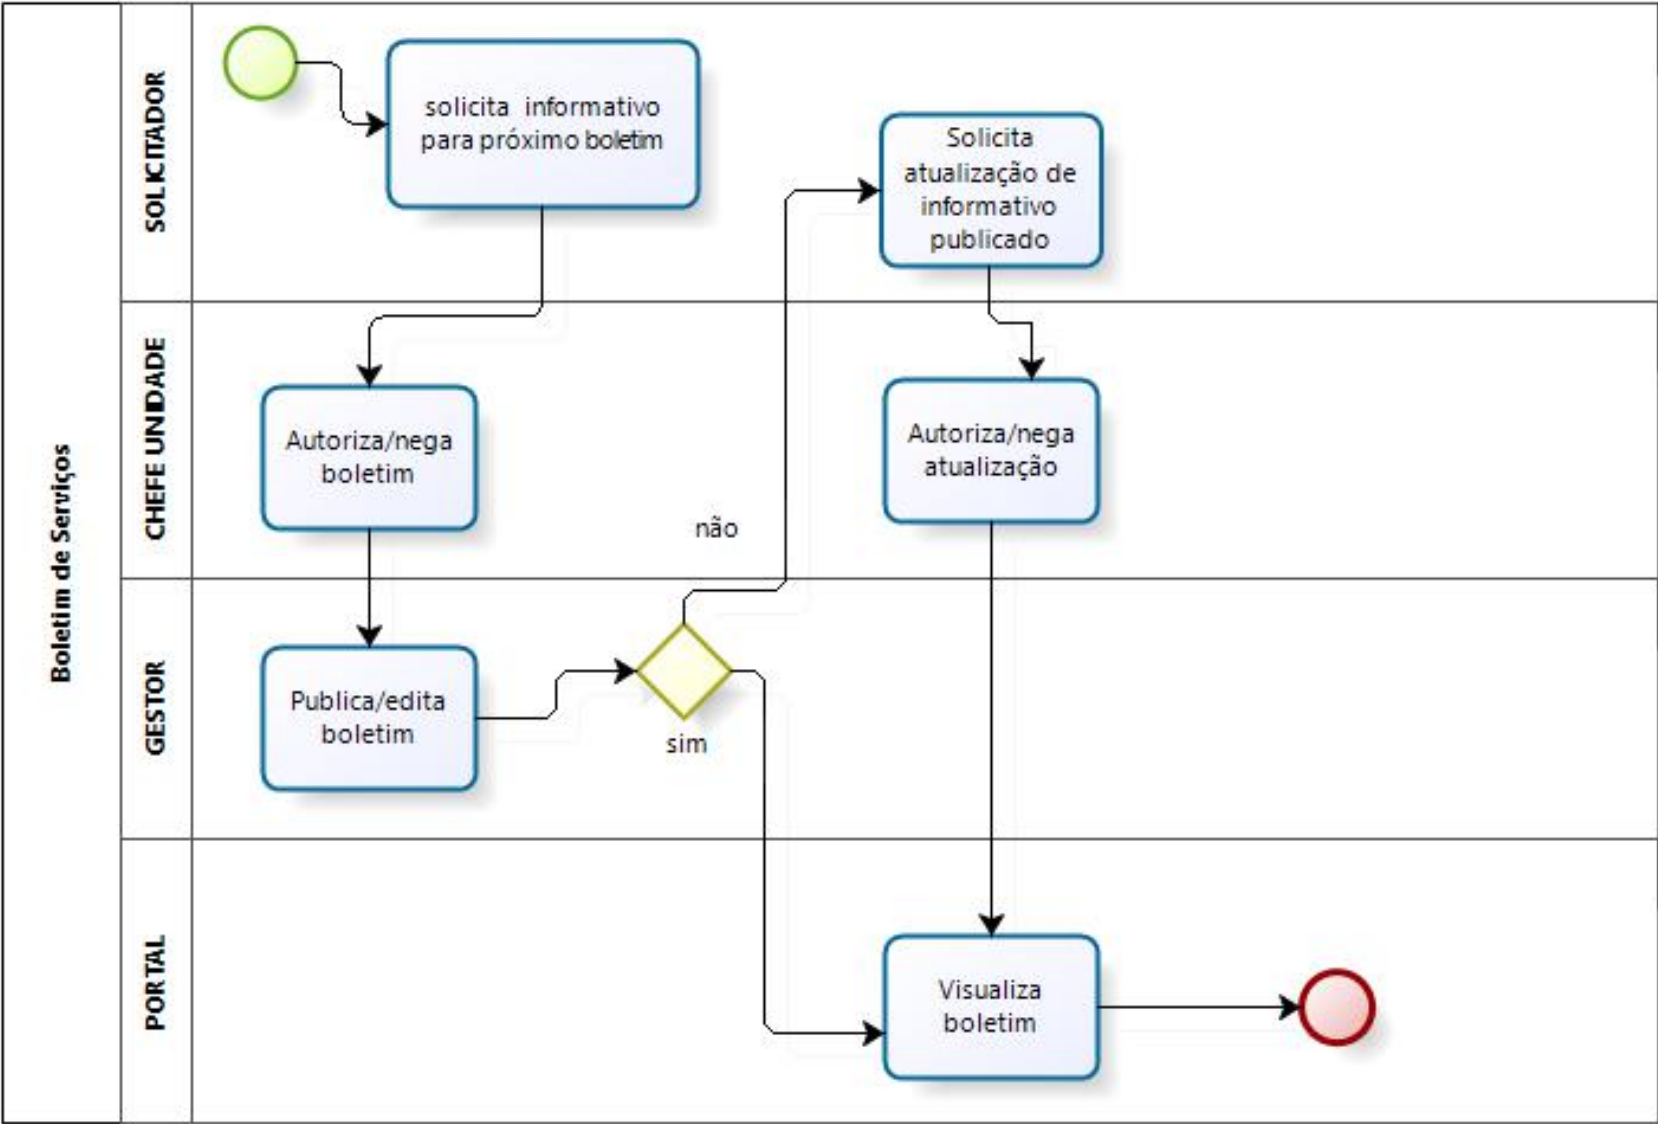 Boletim de Serviços
SOLICITADOR
solicita informativo
para próximo boletim
Solicita
atualização de
informativo
publicado
CHEFE UNIDADE
Autoriza/nega
boletim
Autoriza/nega
atualização
não
GESTOR
Publica/edita
boletim
sim
PORTAL
Visualiza
boletim